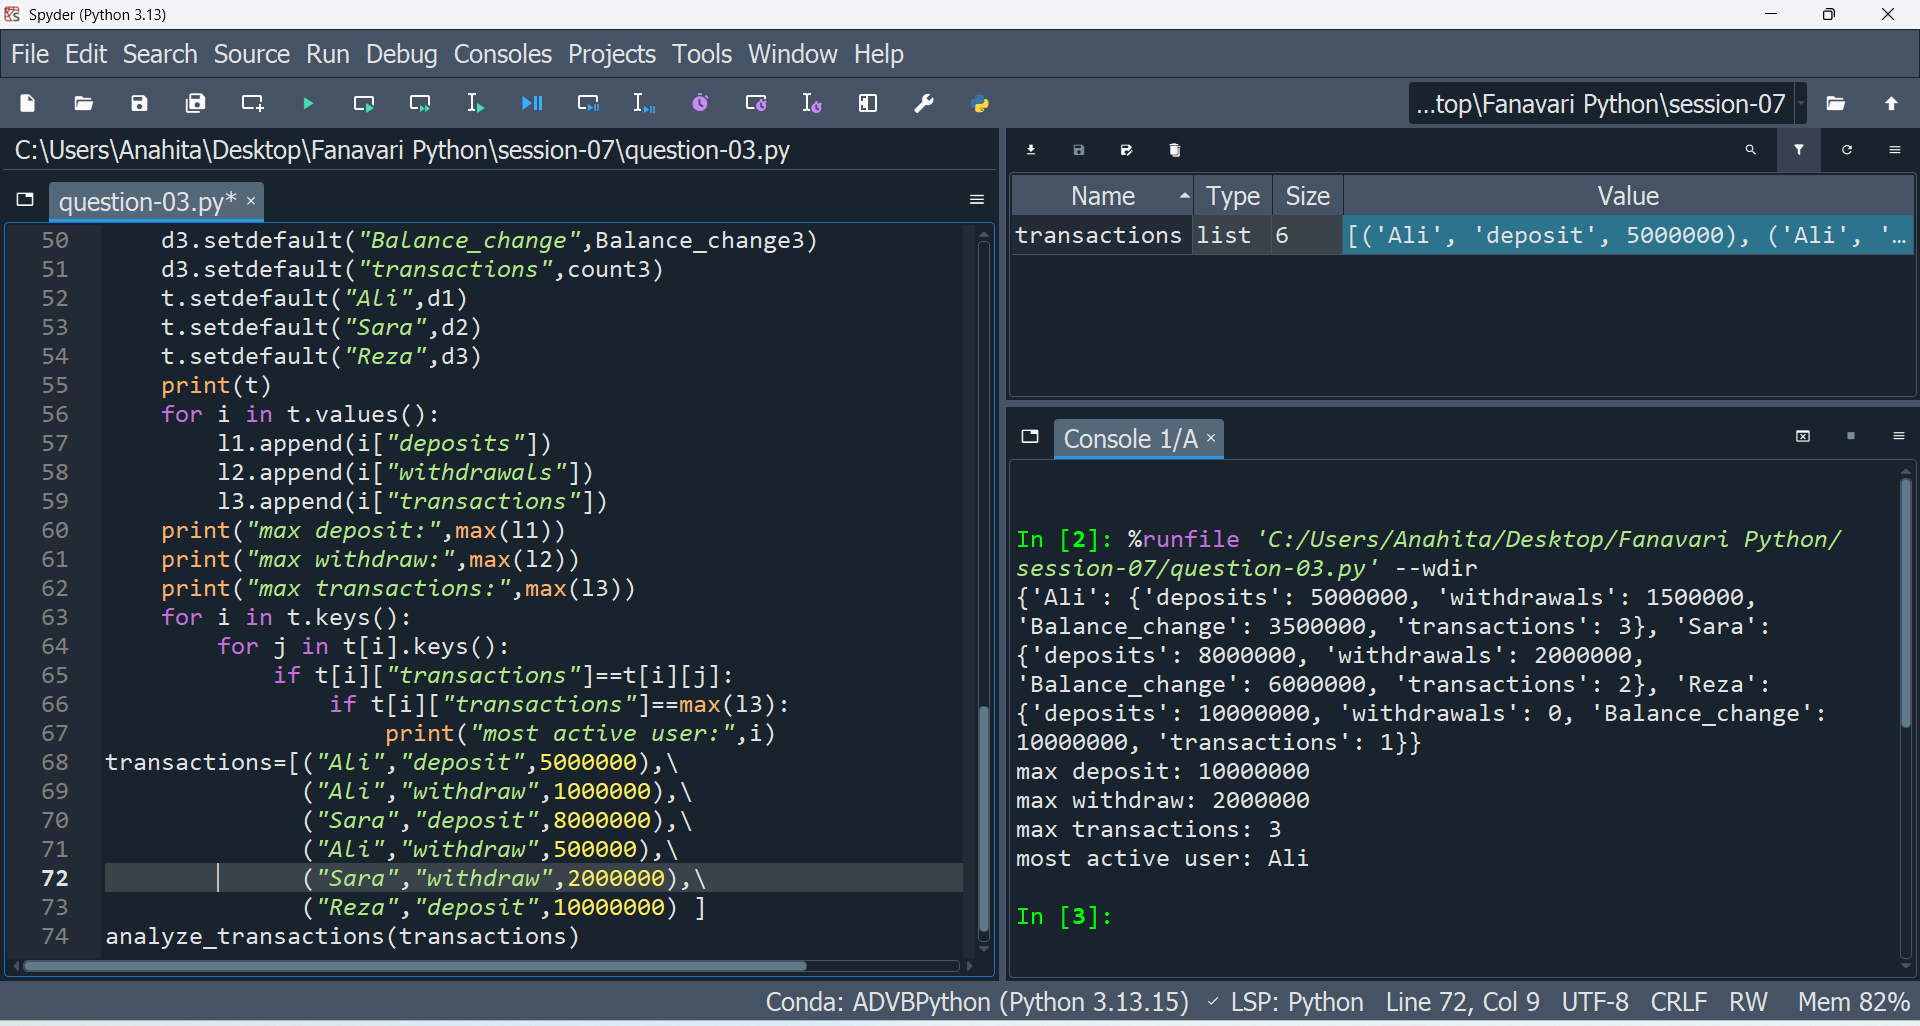 Spyder (Python 3.13)
File Edit Search Source Run Debug Consoles Projects Tools Window Help
...top\Fanavari Python\session-07
C:\Users\Anahita\Desktop\Fanavari Python\session-07\question-03.py
question-03.py*
50 d3.setdefault("Balance_change",Balance_change3)
51 d3.setdefault("transactions",count3)
52 t.setdefault("Ali",d1)
53 t.setdefault("Sara",d2)
54 t.setdefault("Reza",d3)
55 print(t)
56 for i in t.values():
57 l1.append(i["deposits"])
58 l2.append(i["withdrawals"])
59 l3.append(i["transactions"])
60 print("max deposit:",max(l1))
61 print("max withdraw:",max(l2))
62 print("max transactions:",max(l3))
63 for i in t.keys():
64 for j in t[i].keys():
65 if t[i]["transactions"]==t[i][j]:
66 if t[i]["transactions"]==max(l3):
67 print("most active user:",i)
68 transactions=[("Ali","deposit",5000000),\
69 ("Ali","withdraw",1000000),\
70 ("Sara","deposit",8000000),\
71 ("Ali","withdraw",500000),\
72 ("Sara","withdraw",2000000),\
73 ("Reza","deposit",10000000) ]
74 analyze_transactions(transactions)
Name Type Size Value
transactions list 6 [('Ali', 'deposit', 5000000), ('Ali', '...
Console 1/A
In [2]: %runfile 'C:/Users/Anahita/Desktop/Fanavari Python/
session-07/question-03.py' --wdir
{'Ali': {'deposits': 5000000, 'withdrawals': 1500000,
'Balance_change': 3500000, 'transactions': 3}, 'Sara':
{'deposits': 8000000, 'withdrawals': 2000000,
'Balance_change': 6000000, 'transactions': 2}, 'Reza':
{'deposits': 10000000, 'withdrawals': 0, 'Balance_change':
10000000, 'transactions': 1}}
max deposit: 10000000
max withdraw: 2000000
max transactions: 3
most active user: Ali
In [3]:
Conda: ADVBPython (Python 3.13.15) LSP: Python Line 72, Col 9 UTF-8 CRLF RW Mem 82%